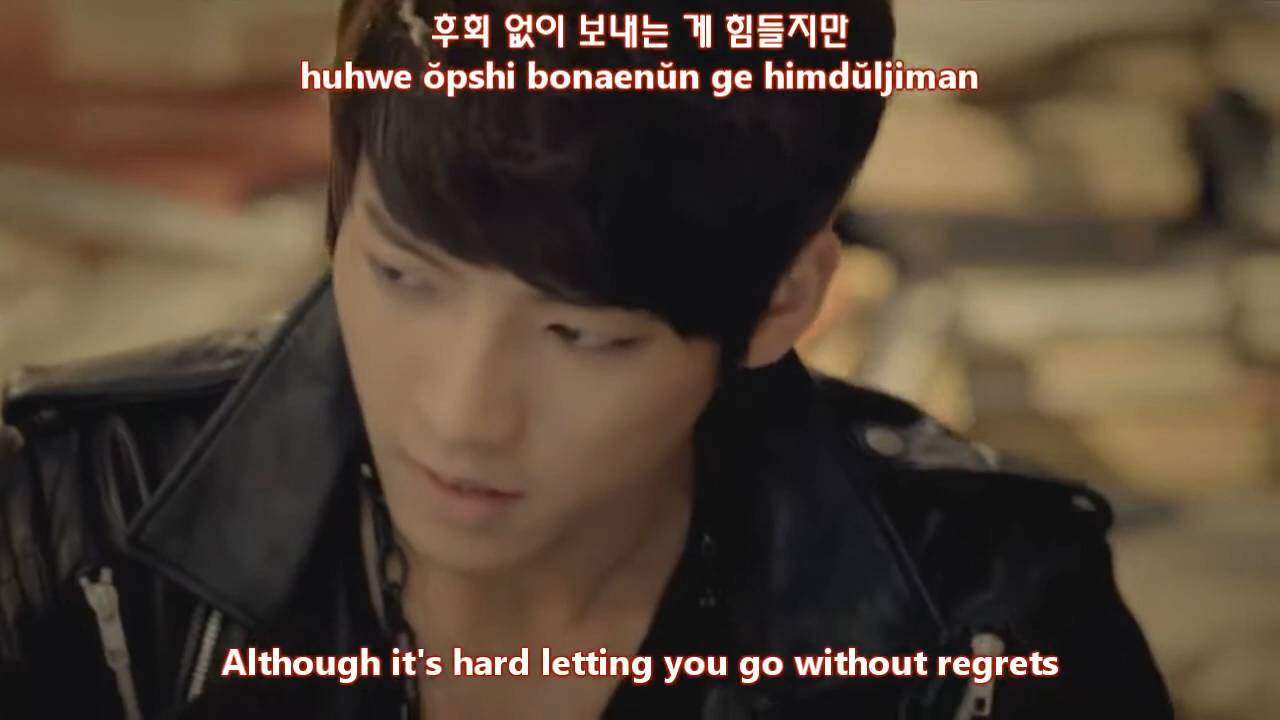 후회 없이 보내는 게 힘들지만
huhwe ŏpshi bonaenŭn ge himdŭljiman
Although it's hard letting you go without regrets